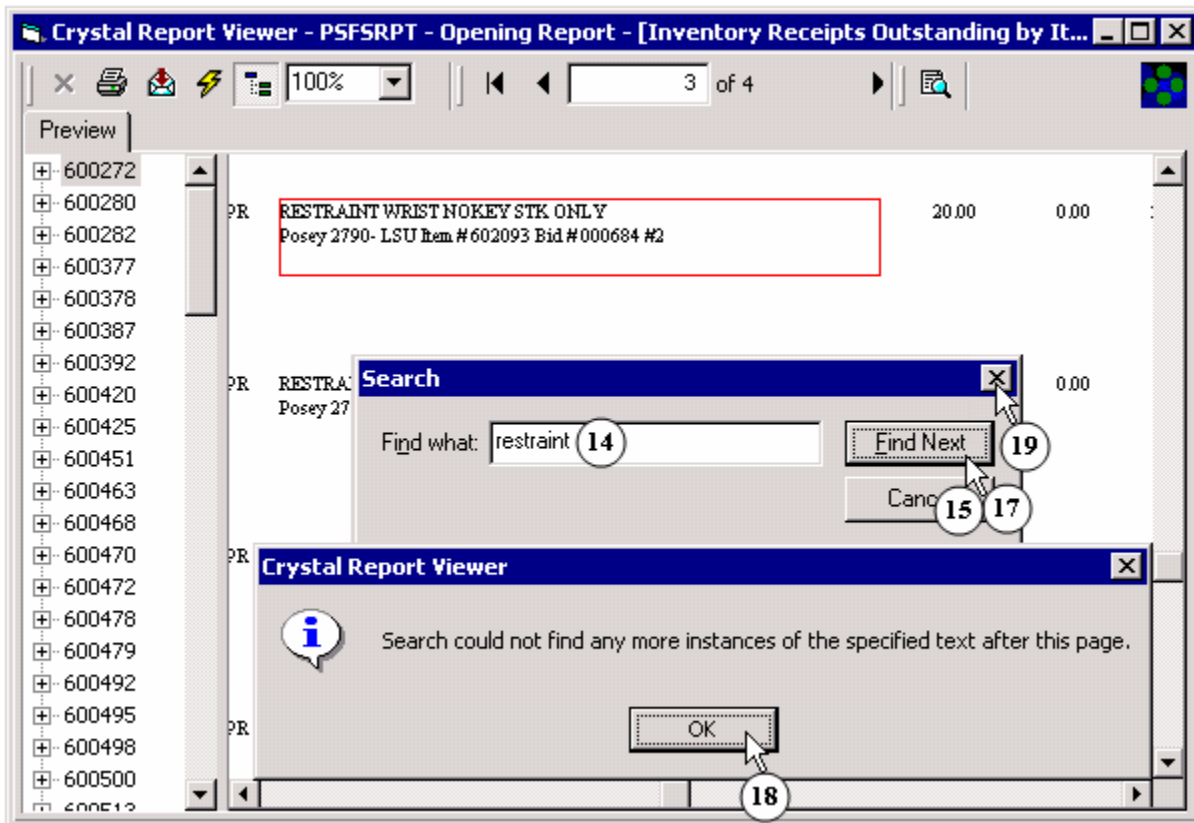 Crystal Report Viewer - PSFSRPT - Opening Report - [Inventory Receipts Outstanding by It...
100% 3 of 4
Preview
600272
600280
600282
600377
600378
600387
600392
600420
600425
600451
600463
600468
600470
600472
600478
600479
600492
600495
600498
600500
600513
PR RESTRAINT WRIST NOKEY STK ONLY 20.00 0.00
Posey 2790- LSU Item #602093 Bid #000684 #2
PR RESTRAI 0.00
Posey 27
PR
PR
Search
Find what: restraint 14 Find Next 19
Canc 15 17
Crystal Report Viewer
Search could not find any more instances of the specified text after this page.
OK
18